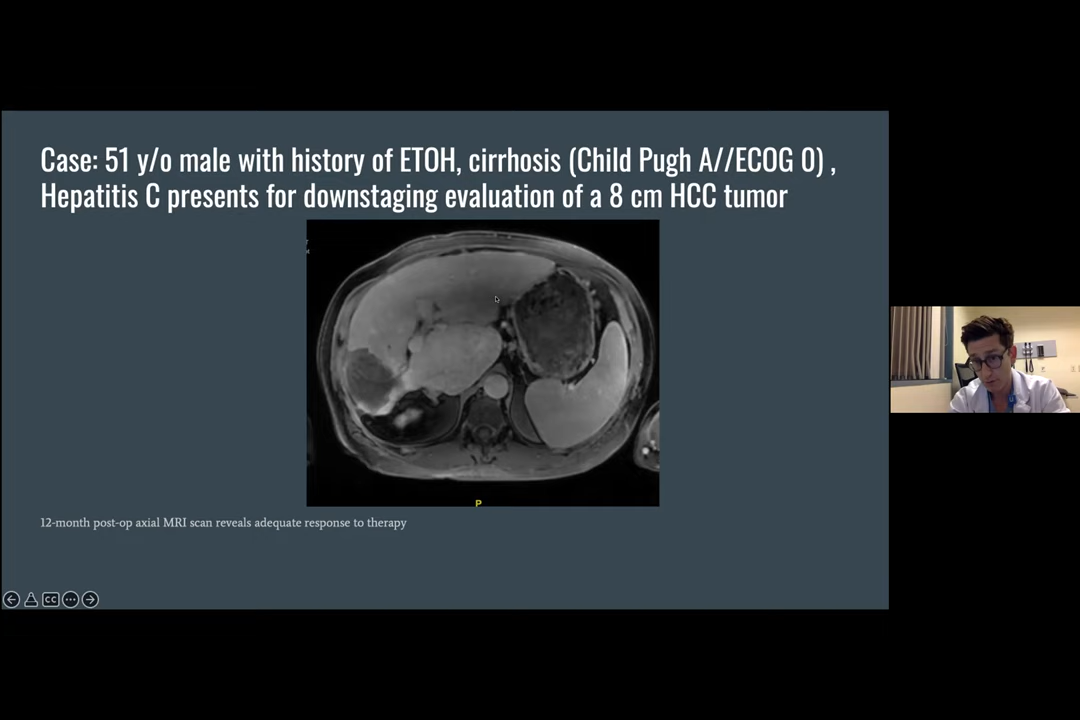 Case: 51 y/o male with history of ETOH, cirrhosis (Child Pugh A//ECOG 0) ,
Hepatitis C presents for downstaging evaluation of a 8 cm HCC tumor
P
12-month post-op axial MRI scan reveals adequate response to therapy
CC